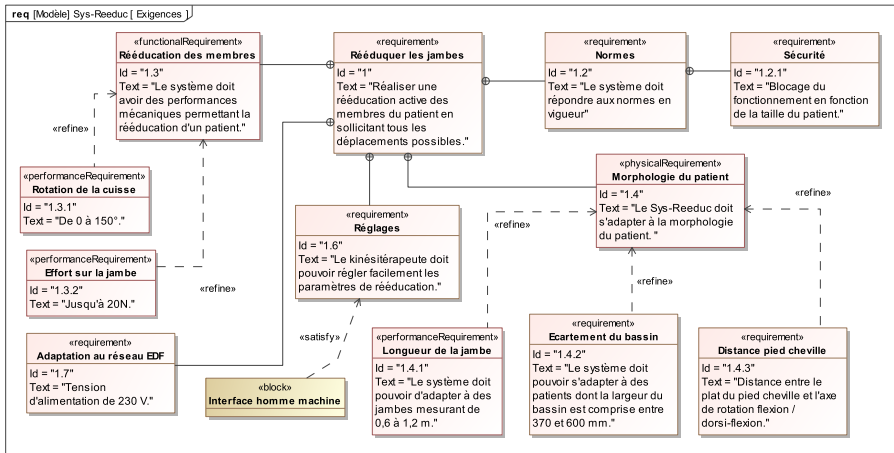 req [Modèle] Sys-Reeduc [ Exigences ]
«functionalRequirement»
Rééducation des membres
Id = "1.3"
Text = "Le système doit
avoir des performances
mécaniques permettant la
rééducation d'un patient."
«requirement»
Rééduquer les jambes
Id = "1"
Text = "Réaliser une
rééducation active des
membres du patient en
sollicitant tous les
déplacements possibles."
«requirement»
Normes
Id = "1.2"
Text = "Le système doit
répondre aux normes en
vigueur"
«requirement»
Sécurité
Id = "1.2.1"
Text = "Blocage du
fonctionnement en fonction
de la taille du patient."
«refine»
«performanceRequirement»
Rotation de la cuisse
Id = "1.3.1"
Text = "De 0 à 150°."
«physicalRequirement»
Morphologie du patient
Id = "1.4"
Text = "Le Sys-Reeduc doit
s'adapter à la morphologie
du patient. "
«refine»
«refine»
«requirement»
Réglages
Id = "1.6"
Text = "Le kinésitérapeute doit
pouvoir régler facilement les
paramètres de rééducation."
«performanceRequirement»
Effort sur la jambe
Id = "1.3.2"
Text = "Jusqu'à 20N."
«refine»
«refine»
«satisfy»
«requirement»
Adaptation au réseau EDF
Id = "1.7"
Text = "Tension
d'alimentation de 230 V."
«block»
Interface homme machine
«performanceRequirement»
Longueur de la jambe
Id = "1.4.1"
Text = "Le système doit
pouvoir d'adapter à des
jambes mesurant de
0,6 à 1,2 m."
«requirement»
Ecartement du bassin
Id = "1.4.2"
Text = "Le système doit
pouvoir s'adapter à des
patients dont la largeur du
bassin est comprise entre
370 et 600 mm."
«requirement»
Distance pied cheville
Id = "1.4.3"
Text = "Distance entre le
plat du pied cheville et l'axe
de rotation flexion /
dorsi-flexion."